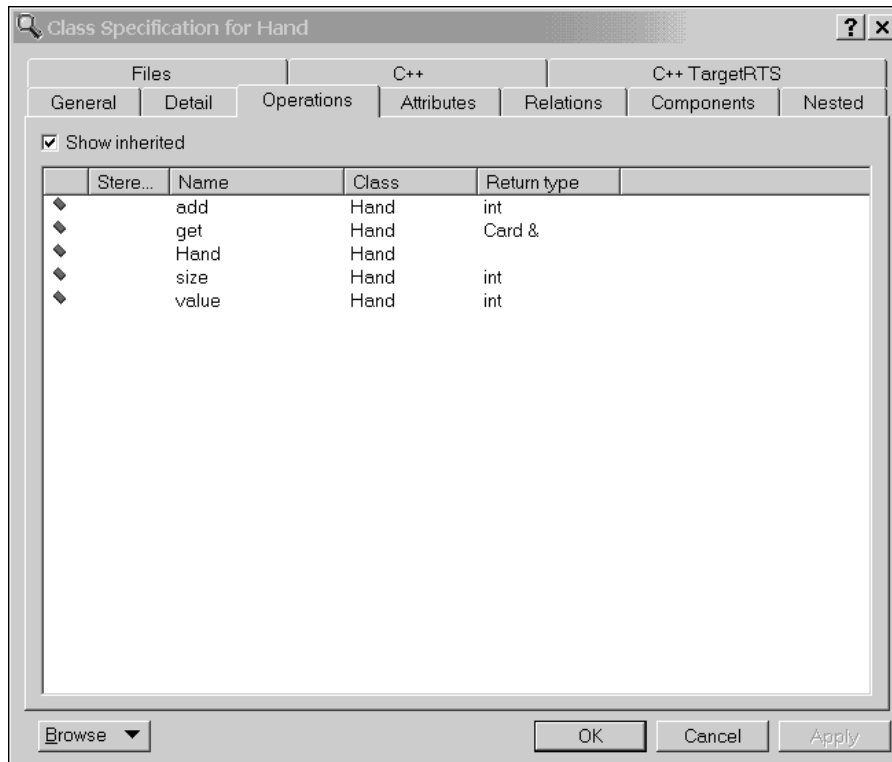 Class Specification for Hand ? ×
Files C++ C++ TargetRTS
General Detail Operations Attributes Relations Components Nested
Show inherited
Stere... Name Class Return type
add Hand int
get Hand Card &
Hand Hand
size Hand int
value Hand int
Browse OK Cancel Apply